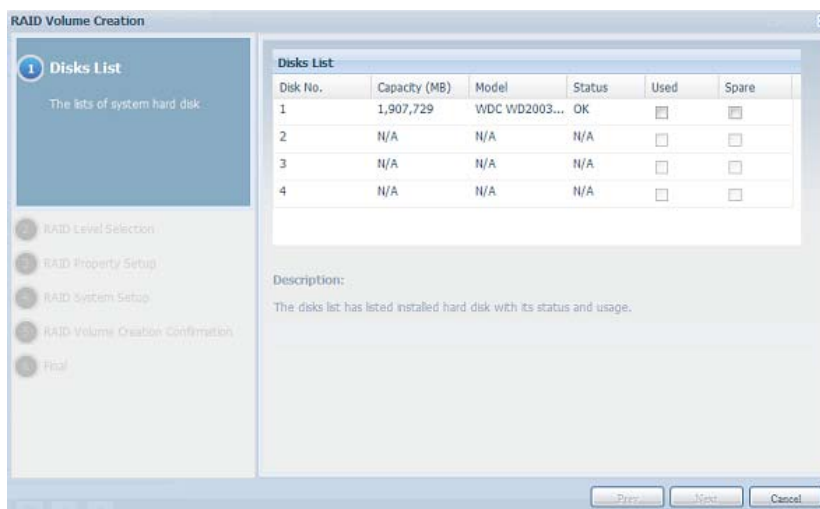 RAID Volume Creation
1 Disks List
The lists of system hard disk
2 RAID Level Selection
3 RAID Property Setup
4 RAID System Setup
5 RAID Volume Creation Confirmation
6 Final
Disks List
Disk No. Capacity (MB) Model Status Used Spare
1 1,907,729 WDC WD2003... OK
2 N/A N/A N/A
3 N/A N/A N/A
4 N/A N/A N/A
Description:
The disks list has listed installed hard disk with its status and usage.
Prev Next Cancel